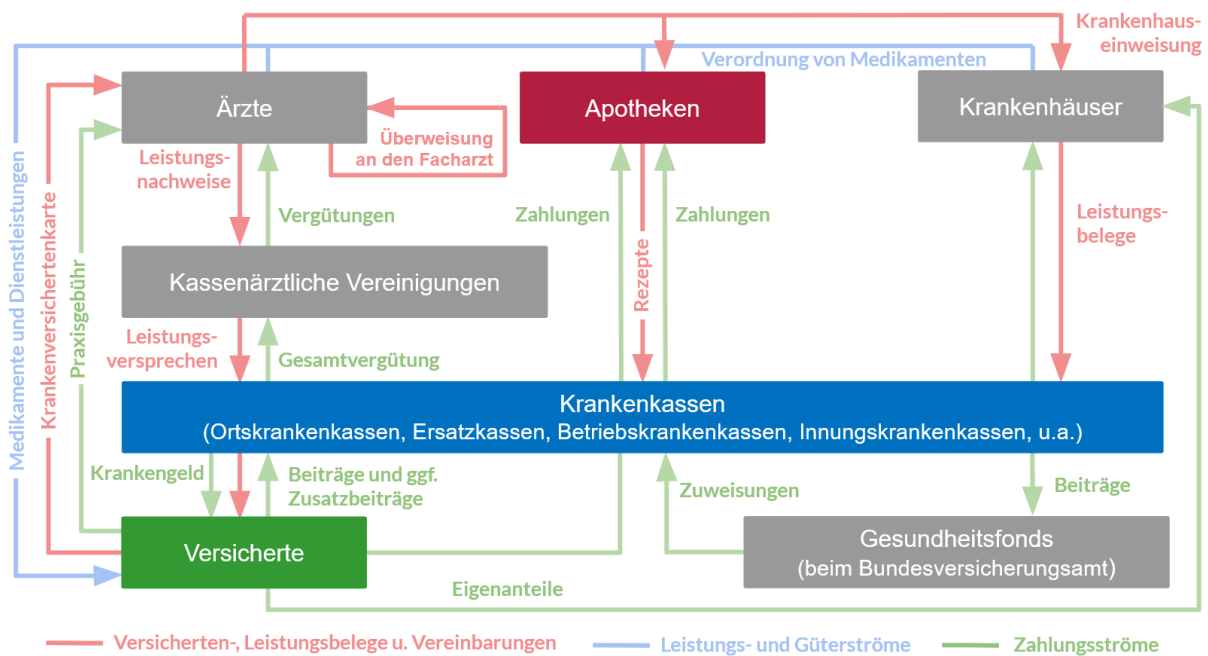 Krankenhaus-
einweisung
Verordnung von Medikamenten
Ärzte
Apotheken
Krankenhäuser
Überweisung
an den Facharzt
Leistungs-
nachweise
Vergütungen
Zahlungen
Zahlungen
Leistungs-
belege
Medikamente und Dienstleistungen
Krankenversichertenkarte
Praxisgebühr
Rezepte
Kassenärztliche Vereinigungen
Leistungs-
versprechen
Gesamtvergütung
Krankenkassen
(Ortskrankenkassen, Ersatzkassen, Betriebskrankenkassen, Innungskrankenkassen, u.a.)
Krankengeld
Beiträge und ggf.
Zusatzbeiträge
Zuweisungen
Beiträge
Versicherte
Gesundheitsfonds
(beim Bundesversicherungsamt)
Eigenanteile
Versicherten-, Leistungsbelege u. Vereinbarungen
Leistungs- und Güterströme
Zahlungsströme